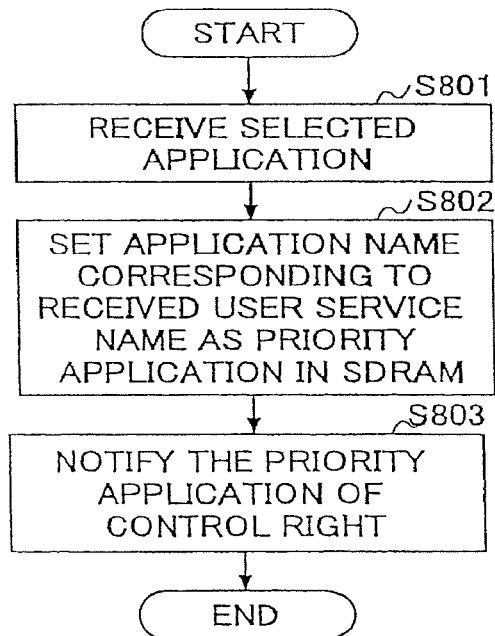 START
S801
RECEIVE SELECTED
APPLICATION
S802
SET APPLICATION NAME
CORRESPONDING TO
RECEIVED USER SERVICE
NAME AS PRIORITY
APPLICATION IN SDRAM
S803
NOTIFY THE PRIORITY
APPLICATION OF
CONTROL RIGHT
END